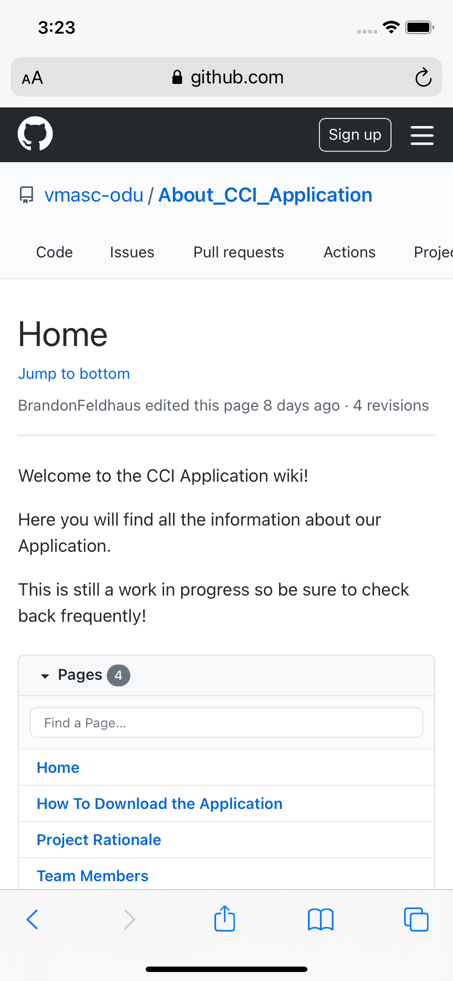 3:23
AA github.com
Sign up
vmasc-odu / About_CCI_Application
Code Issues Pull requests Actions Projec
Home
Jump to bottom
BrandonFeldhaus edited this page 8 days ago · 4 revisions
Welcome to the CCI Application wiki!
Here you will find all the information about our
Application.
This is still a work in progress so be sure to check
back frequently!
Pages 4
Find a Page...
Home
How To Download the Application
Project Rationale
Team Members